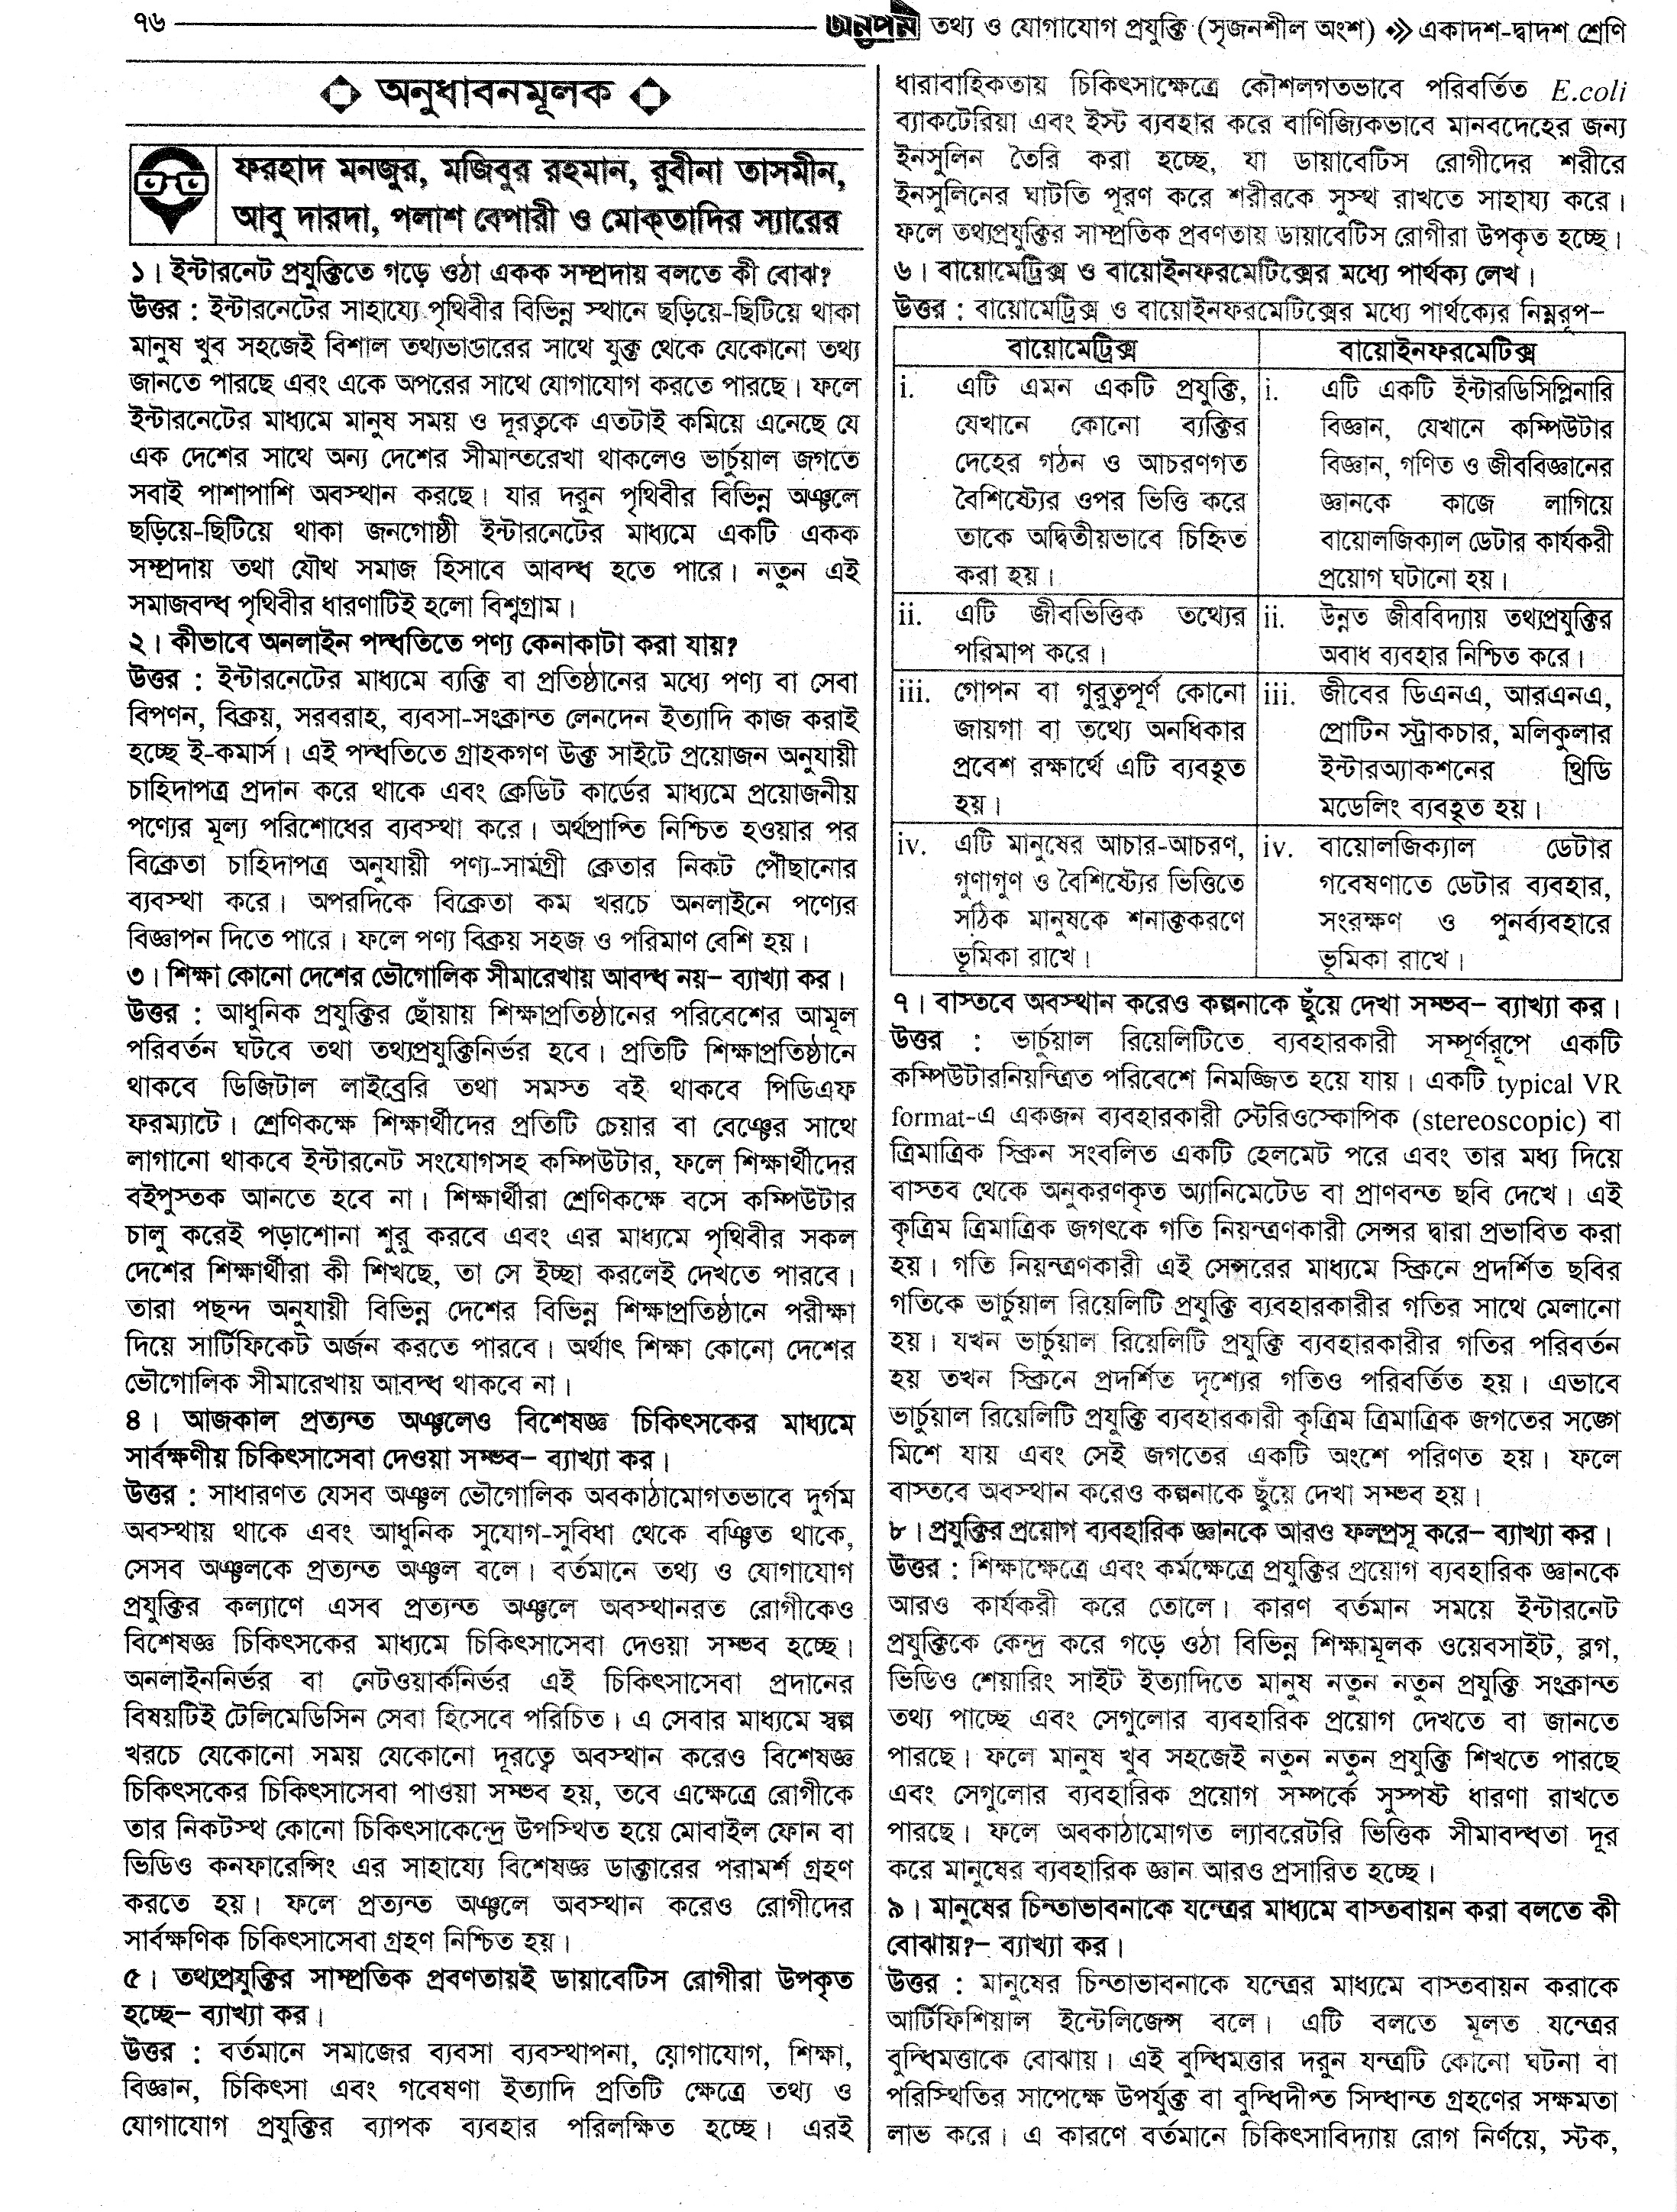 ৭৬
অনুপম তথ্য ও যোগাযোগ প্রযুক্তি (সৃজনশীল অংশ) একাদশ-দ্বাদশ শ্রেণি
অনুধাবনমূলক
ফরহাদ মনজুর, মজিবুর রহমান, রুবীনা তাসমীন,
আবু দারদা, পলাশ বেপারী ও মোক্‌তাদির স্যারের
১। ইন্টারনেট প্রযুক্তিতে গড়ে ওঠা একক সম্প্রদায় বলতে কী বোঝ?
উত্তর : ইন্টারনেটের সাহায্যে পৃথিবীর বিভিন্ন স্থানে ছড়িয়ে-ছিটিয়ে থাকা
মানুষ খুব সহজেই বিশাল তথ্যভাণ্ডারের সাথে যুক্ত থেকে যেকোনো তথ্য
জানতে পারছে এবং একে অপরের সাথে যোগাযোগ করতে পারছে। ফলে
ইন্টারনেটের মাধ্যমে মানুষ সময় ও দূরত্বকে এতটাই কমিয়ে এনেছে যে
এক দেশের সাথে অন্য দেশের সীমান্তরেখা থাকলেও ভার্চুয়াল জগতে
সবাই পাশাপাশি অবস্থান করছে। যার দরুন পৃথিবীর বিভিন্ন অঞ্চলে
ছড়িয়ে-ছিটিয়ে থাকা জনগোষ্ঠী ইন্টারনেটের মাধ্যমে একটি একক
সম্প্রদায় তথা যৌথ সমাজ হিসাবে আবদ্ধ হতে পারে। নতুন এই
সমাজবদ্ধ পৃথিবীর ধারণাটিই হলো বিশ্বগ্রাম।
২। কীভাবে অনলাইন পদ্ধতিতে পণ্য কেনাকাটা করা যায়?
উত্তর : ইন্টারনেটের মাধ্যমে ব্যক্তি বা প্রতিষ্ঠানের মধ্যে পণ্য বা সেবা
বিপণন, বিক্রয়, সরবরাহ, ব্যবসা-সংক্রান্ত লেনদেন ইত্যাদি কাজ করাই
হচ্ছে ই-কমার্স। এই পদ্ধতিতে গ্রাহকগণ উক্ত সাইটে প্রয়োজন অনুযায়ী
চাহিদাপত্র প্রদান করে থাকে এবং ক্রেডিট কার্ডের মাধ্যমে প্রয়োজনীয়
পণ্যের মূল্য পরিশোধের ব্যবস্থা করে। অর্থপ্রাপ্তি নিশ্চিত হওয়ার পর
বিক্রেতা চাহিদাপত্র অনুযায়ী পণ্য-সামগ্রী ক্রেতার নিকট পৌঁছানোর
ব্যবস্থা করে। অপরদিকে বিক্রেতা কম খরচে অনলাইনে পণ্যের
বিজ্ঞাপন দিতে পারে। ফলে পণ্য বিক্রয় সহজ ও পরিমাণ বেশি হয়।
৩। শিক্ষা কোনো দেশের ভৌগোলিক সীমারেখায় আবদ্ধ নয়– ব্যাখ্যা কর।
উত্তর : আধুনিক প্রযুক্তির ছোঁয়ায় শিক্ষাপ্রতিষ্ঠানের পরিবেশের আমূল
পরিবর্তন ঘটবে তথা তথ্যপ্রযুক্তিনির্ভর হবে। প্রতিটি শিক্ষাপ্রতিষ্ঠানে
থাকবে ডিজিটাল লাইব্রেরি তথা সমস্ত বই থাকবে পিডিএফ
ফরম্যাটে। শ্রেণিকক্ষে শিক্ষার্থীদের প্রতিটি চেয়ার বা বেঞ্চের সাথে
লাগানো থাকবে ইন্টারনেট সংযোগসহ কম্পিউটার, ফলে শিক্ষার্থীদের
বইপুস্তক আনতে হবে না। শিক্ষার্থীরা শ্রেণিকক্ষে বসে কম্পিউটার
চালু করেই পড়াশোনা শুরু করবে এবং এর মাধ্যমে পৃথিবীর সকল
দেশের শিক্ষার্থীরা কী শিখছে, তা সে ইচ্ছা করলেই দেখতে পারবে।
তারা পছন্দ অনুযায়ী বিভিন্ন দেশের বিভিন্ন শিক্ষাপ্রতিষ্ঠানে পরীক্ষা
দিয়ে সার্টিফিকেট অর্জন করতে পারবে। অর্থাৎ শিক্ষা কোনো দেশের
ভৌগোলিক সীমারেখায় আবদ্ধ থাকবে না।
৪। আজকাল প্রত্যন্ত অঞ্চলেও বিশেষজ্ঞ চিকিৎসকের মাধ্যমে
সার্বক্ষণীয় চিকিৎসাসেবা দেওয়া সম্ভব– ব্যাখ্যা কর।
উত্তর : সাধারণত যেসব অঞ্চল ভৌগোলিক অবকাঠামোগতভাবে দুর্গম
অবস্থায় থাকে এবং আধুনিক সুযোগ-সুবিধা থেকে বঞ্চিত থাকে,
সেসব অঞ্চলকে প্রত্যন্ত অঞ্চল বলে। বর্তমানে তথ্য ও যোগাযোগ
প্রযুক্তির কল্যাণে এসব প্রত্যন্ত অঞ্চলে অবস্থানরত রোগীকেও
বিশেষজ্ঞ চিকিৎসকের মাধ্যমে চিকিৎসাসেবা দেওয়া সম্ভব হচ্ছে।
অনলাইননির্ভর বা নেটওয়ার্কনির্ভর এই চিকিৎসাসেবা প্রদানের
বিষয়টিই টেলিমেডিসিন সেবা হিসেবে পরিচিত। এ সেবার মাধ্যমে স্বল্প
খরচে যেকোনো সময় যেকোনো দূরত্বে অবস্থান করেও বিশেষজ্ঞ
চিকিৎসকের চিকিৎসাসেবা পাওয়া সম্ভব হয়, তবে এক্ষেত্রে রোগীকে
তার নিকটস্থ কোনো চিকিৎসাকেন্দ্রে উপস্থিত হয়ে মোবাইল ফোন বা
ভিডিও কনফারেন্সিং এর সাহায্যে বিশেষজ্ঞ ডাক্তারের পরামর্শ গ্রহণ
করতে হয়। ফলে প্রত্যন্ত অঞ্চলে অবস্থান করেও রোগীদের
সার্বক্ষণিক চিকিৎসাসেবা গ্রহণ নিশ্চিত হয়।
৫। তথ্যপ্রযুক্তির সাম্প্রতিক প্রবণতায়ই ডায়াবেটিস রোগীরা উপকৃত
হচ্ছে– ব্যাখ্যা কর।
উত্তর : বর্তমানে সমাজের ব্যবসা ব্যবস্থাপনা, যোগাযোগ, শিক্ষা,
বিজ্ঞান, চিকিৎসা এবং গবেষণা ইত্যাদি প্রতিটি ক্ষেত্রে তথ্য ও
যোগাযোগ প্রযুক্তির ব্যাপক ব্যবহার পরিলক্ষিত হচ্ছে। এরই
ধারাবাহিকতায় চিকিৎসাক্ষেত্রে কৌশলগতভাবে পরিবর্তিত E.coli
ব্যাকটেরিয়া এবং ইস্ট ব্যবহার করে বাণিজ্যিকভাবে মানবদেহের জন্য
ইনসুলিন তৈরি করা হচ্ছে, যা ডায়াবেটিস রোগীদের শরীরে
ইনসুলিনের ঘাটতি পূরণ করে শরীরকে সুস্থ রাখতে সাহায্য করে।
ফলে তথ্যপ্রযুক্তির সাম্প্রতিক প্রবণতায় ডায়াবেটিস রোগীরা উপকৃত হচ্ছে।
৬। বায়োমেট্রিক্স ও বায়োইনফরমেটিক্সের মধ্যে পার্থক্য লেখ।
উত্তর : বায়োমেট্রিক্স ও বায়োইনফরমেটিক্সের মধ্যে পার্থক্যের নিম্নরূপ–
বায়োমেট্রিক্স
বায়োইনফরমেটিক্স
i. এটি এমন একটি প্রযুক্তি,
যেখানে কোনো ব্যক্তির
দেহের গঠন ও আচরণগত
বৈশিষ্ট্যের ওপর ভিত্তি করে
তাকে অদ্বিতীয়ভাবে চিহ্নিত
করা হয়।
i. এটি একটি ইন্টারডিসিপ্লিনারি
বিজ্ঞান, যেখানে কম্পিউটার
বিজ্ঞান, গণিত ও জীববিজ্ঞানের
জ্ঞানকে কাজে লাগিয়ে
বায়োলজিক্যাল ডেটার কার্যকরী
প্রয়োগ ঘটানো হয়।
ii. এটি জীবভিত্তিক তথ্যের
পরিমাপ করে।
ii. উন্নত জীববিদ্যায় তথ্যপ্রযুক্তির
অবাধ ব্যবহার নিশ্চিত করে।
iii. গোপন বা গুরুত্বপূর্ণ কোনো
জায়গা বা তথ্যে অনধিকার
প্রবেশ রক্ষার্থে এটি ব্যবহৃত
হয়।
iii. জীবের ডিএনএ, আরএনএ,
প্রোটিন স্ট্রাকচার, মলিকুলার
ইন্টারঅ্যাকশনের থ্রিডি
মডেলিং ব্যবহৃত হয়।
iv. এটি মানুষের আচার-আচরণ,
গুণাগুণ ও বৈশিষ্ট্যের ভিত্তিতে
সঠিক মানুষকে শনাক্তকরণে
ভূমিকা রাখে।
iv. বায়োলজিক্যাল ডেটার
গবেষণাতে ডেটার ব্যবহার,
সংরক্ষণ ও পুনর্ব্যবহারে
ভূমিকা রাখে।
৭। বাস্তবে অবস্থান করেও কল্পনাকে ছুঁয়ে দেখা সম্ভব– ব্যাখ্যা কর।
উত্তর : ভার্চুয়াল রিয়েলিটিতে ব্যবহারকারী সম্পূর্ণরূপে একটি
কম্পিউটারনিয়ন্ত্রিত পরিবেশে নিমজ্জিত হয়ে যায়। একটি typical VR
format-এ একজন ব্যবহারকারী স্টেরিওস্কোপিক (stereoscopic) বা
ত্রিমাত্রিক স্ক্রিন সংবলিত একটি হেলমেট পরে এবং তার মধ্য দিয়ে
বাস্তব থেকে অনুকরণকৃত অ্যানিমেটেড বা প্রাণবন্ত ছবি দেখে। এই
কৃত্রিম ত্রিমাত্রিক জগৎকে গতি নিয়ন্ত্রণকারী সেন্সর দ্বারা প্রভাবিত করা
হয়। গতি নিয়ন্ত্রণকারী এই সেন্সরের মাধ্যমে স্ক্রিনে প্রদর্শিত ছবির
গতিকে ভার্চুয়াল রিয়েলিটি প্রযুক্তি ব্যবহারকারীর গতির সাথে মেলানো
হয়। যখন ভার্চুয়াল রিয়েলিটি প্রযুক্তি ব্যবহারকারীর গতির পরিবর্তন
হয় তখন স্ক্রিনে প্রদর্শিত দৃশ্যের গতিও পরিবর্তিত হয়। এভাবে
ভার্চুয়াল রিয়েলিটি প্রযুক্তি ব্যবহারকারী কৃত্রিম ত্রিমাত্রিক জগতের সঙ্গে
মিশে যায় এবং সেই জগতের একটি অংশে পরিণত হয়। ফলে
বাস্তবে অবস্থান করেও কল্পনাকে ছুঁয়ে দেখা সম্ভব হয়।
৮। প্রযুক্তির প্রয়োগ ব্যবহারিক জ্ঞানকে আরও ফলপ্রসূ করে– ব্যাখ্যা কর।
উত্তর : শিক্ষাক্ষেত্রে এবং কর্মক্ষেত্রে প্রযুক্তির প্রয়োগ ব্যবহারিক জ্ঞানকে
আরও কার্যকরী করে তোলে। কারণ বর্তমান সময়ে ইন্টারনেট
প্রযুক্তিকে কেন্দ্র করে গড়ে ওঠা বিভিন্ন শিক্ষামূলক ওয়েবসাইট, ব্লগ,
ভিডিও শেয়ারিং সাইট ইত্যাদিতে মানুষ নতুন নতুন প্রযুক্তি সংক্রান্ত
তথ্য পাচ্ছে এবং সেগুলোর ব্যবহারিক প্রয়োগ দেখতে বা জানতে
পারছে। ফলে মানুষ খুব সহজেই নতুন নতুন প্রযুক্তি শিখতে পারছে
এবং সেগুলোর ব্যবহারিক প্রয়োগ সম্পর্কে সুস্পষ্ট ধারণা রাখতে
পারছে। ফলে অবকাঠামোগত ল্যাবরেটরি ভিত্তিক সীমাবদ্ধতা দূর
করে মানুষের ব্যবহারিক জ্ঞান আরও প্রসারিত হচ্ছে।
৯। মানুষের চিন্তাভাবনাকে যন্ত্রের মাধ্যমে বাস্তবায়ন করা বলতে কী
বোঝায়?– ব্যাখ্যা কর।
উত্তর : মানুষের চিন্তাভাবনাকে যন্ত্রের মাধ্যমে বাস্তবায়ন করাকে
আর্টিফিশিয়াল ইন্টেলিজেন্স বলে। এটি বলতে মূলত যন্ত্রের
বুদ্ধিমত্তাকে বোঝায়। এই বুদ্ধিমত্তার দরুন যন্ত্রটি কোনো ঘটনা বা
পরিস্থিতির সাপেক্ষে উপর্যুক্ত বা বুদ্ধিদীপ্ত সিদ্ধান্ত গ্রহণের সক্ষমতা
লাভ করে। এ কারণে বর্তমানে চিকিৎসাবিদ্যায় রোগ নির্ণয়ে, স্টক,